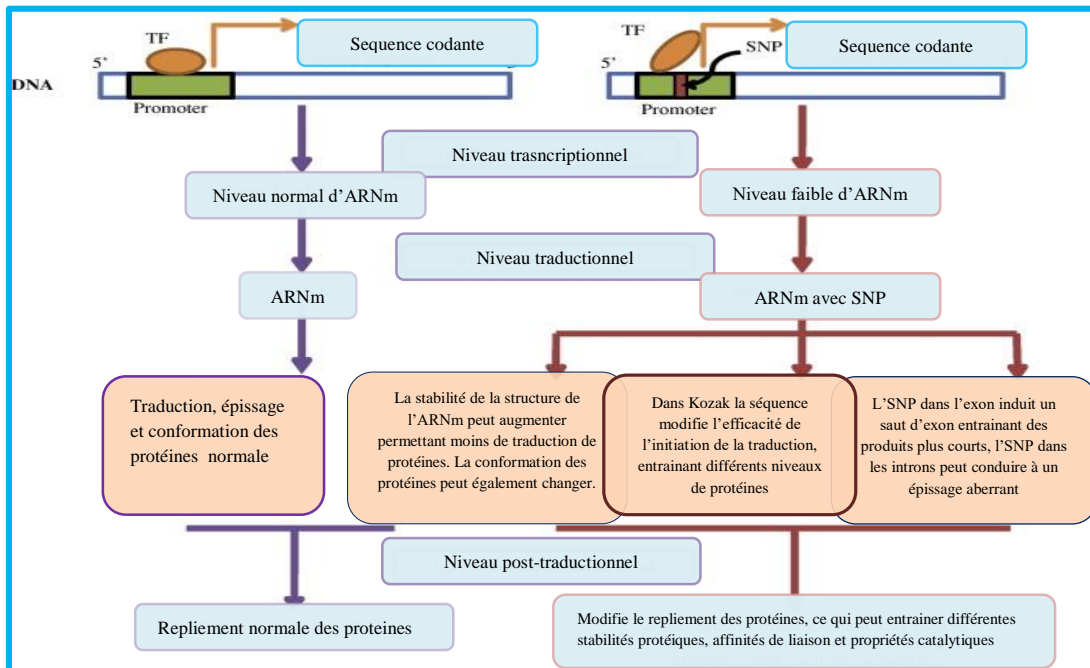 TF
Sequence codante
5’
DNA
Promoter
TF
SNP
Sequence codante
5’
Promoter
Niveau trasncriptionnel
Niveau normal d’ARNm
Niveau faible d’ARNm
Niveau traductionnel
ARNm
ARNm avec SNP
Traduction, épissage
et conformation des
protéines normale
La stabilité de la structure de
l’ARNm peut augmenter
permettant moins de traduction de
protéines. La conformation des
protéines peut également changer.
Dans Kozak la séquence
modifie l’efficacité de
l’initiation de la traduction,
entrainant différents niveaux
de protéines
L’SNP dans l’exon induit un
saut d’exon entrainant des
produits plus courts, l’SNP dans
les introns peut conduire à un
épissage aberrant
Niveau post-traductionnel
Repliement normale des proteines
Modifie le repliement des protéines, ce qui peut entrainer différentes
stabilités protéiques, affinités de liaison et propriétés catalytiques